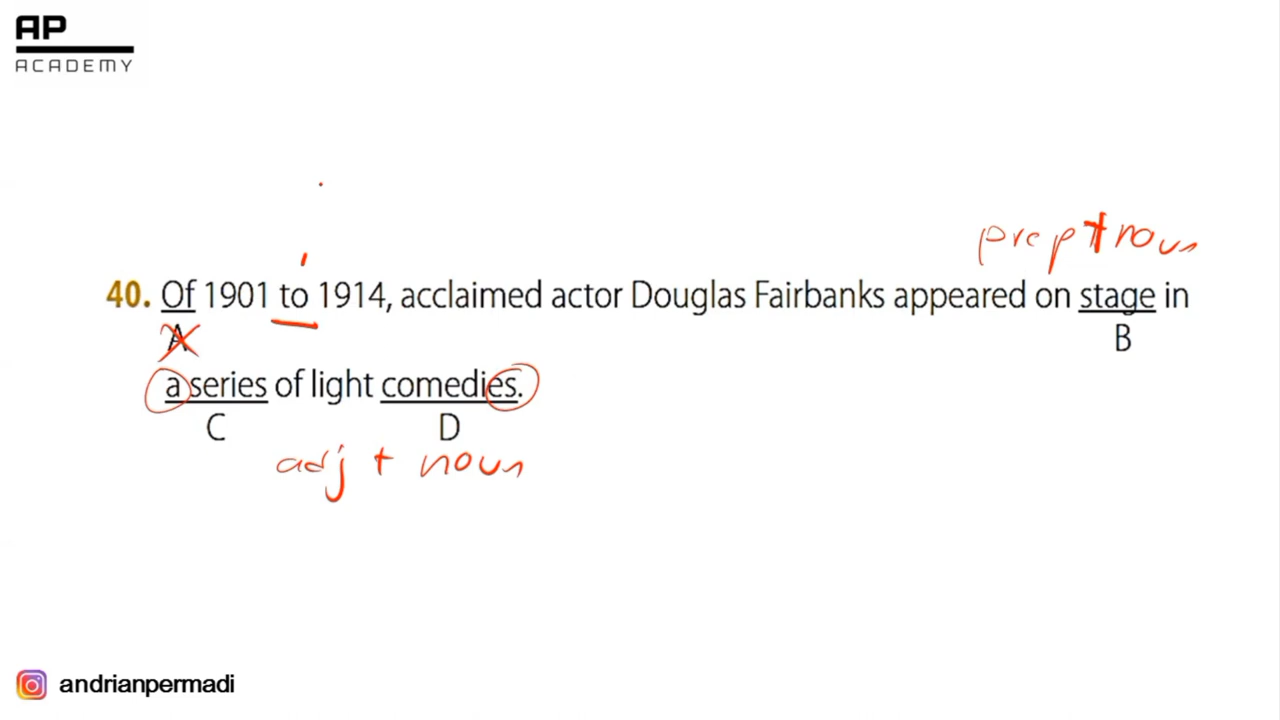 AP
ACADEMY
prep + noun
40. Of 1901 to 1914, acclaimed actor Douglas Fairbanks appeared on stage in
A B
a series of light comedies.
C D
adj + noun
andrianpermadi